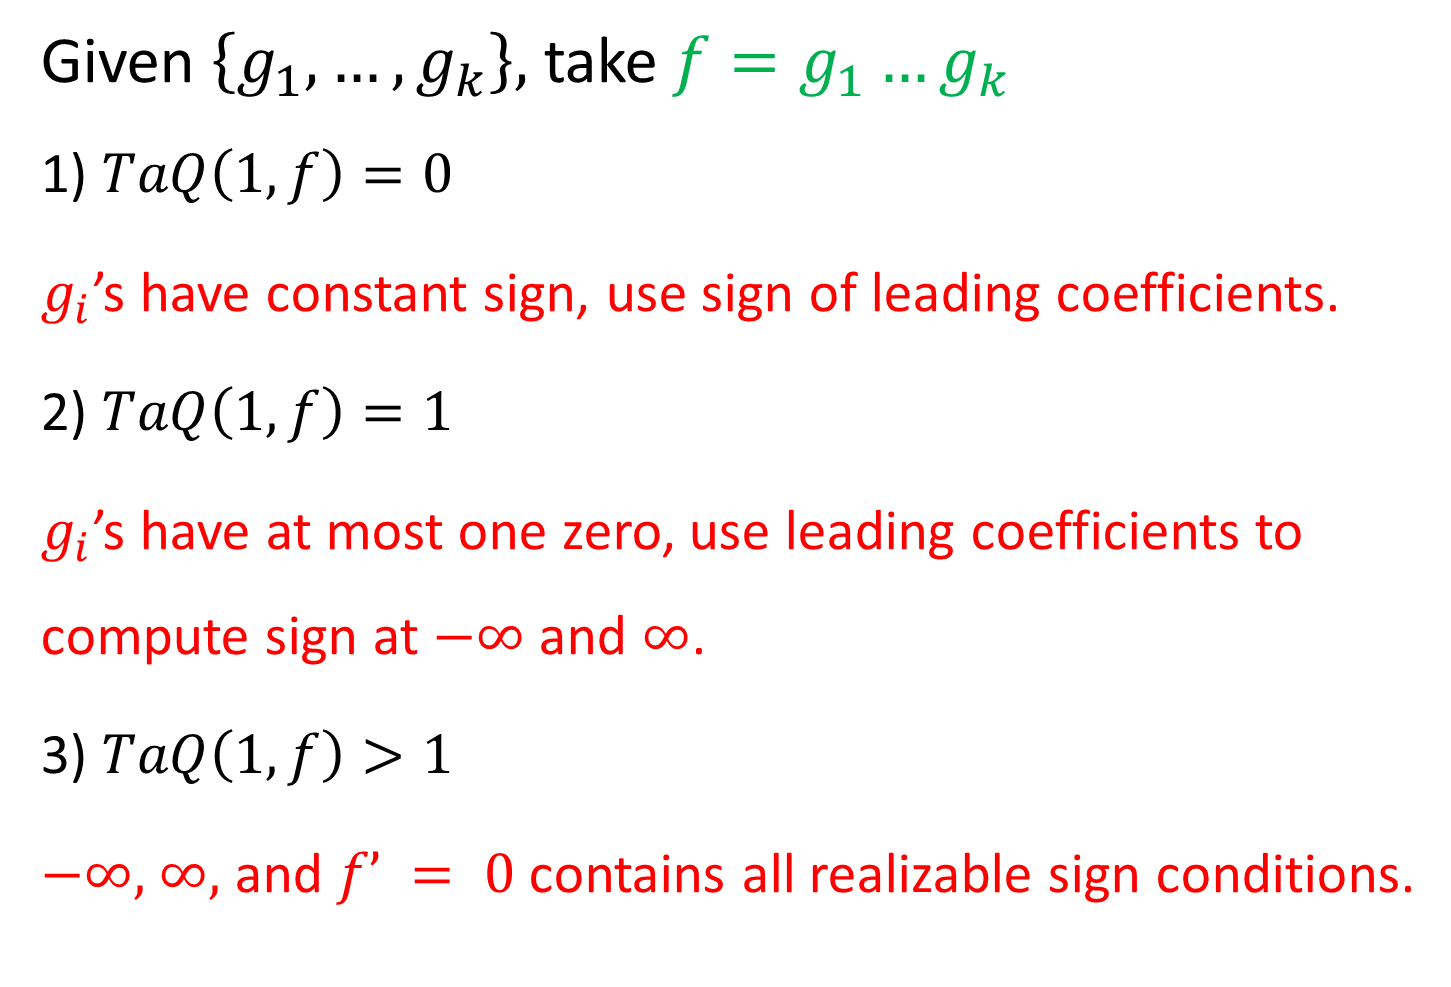 Given {g₁, … , gₖ}, take f = g₁ … gₖ
1) TaQ(1, f) = 0
gᵢ’s have constant sign, use sign of leading coefficients.
2) TaQ(1, f) = 1
gᵢ’s have at most one zero, use leading coefficients to
compute sign at −∞ and ∞.
3) TaQ(1, f) > 1
−∞, ∞, and f’ = 0 contains all realizable sign conditions.